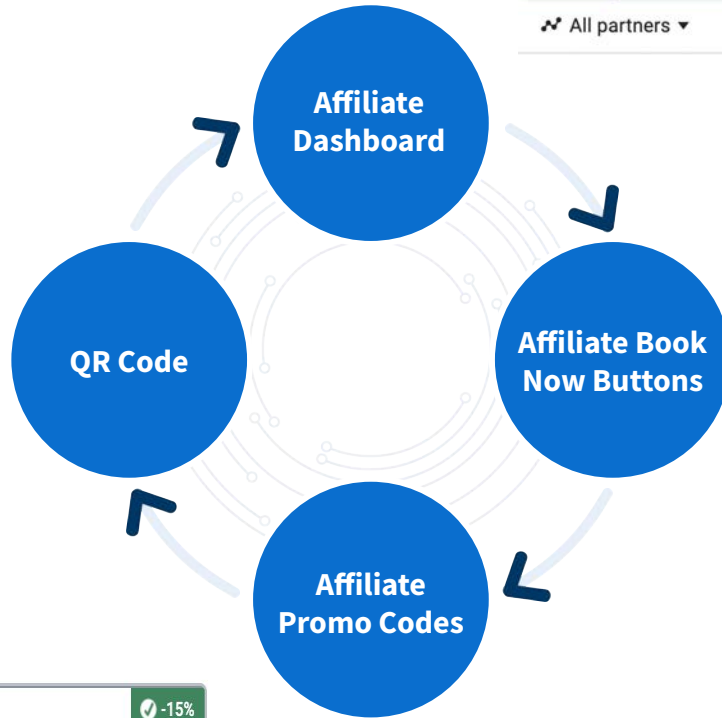 All partners
Affiliate
Dashboard
Affiliate Book
Now Buttons
QR Code
Affiliate
Promo Codes
-15%